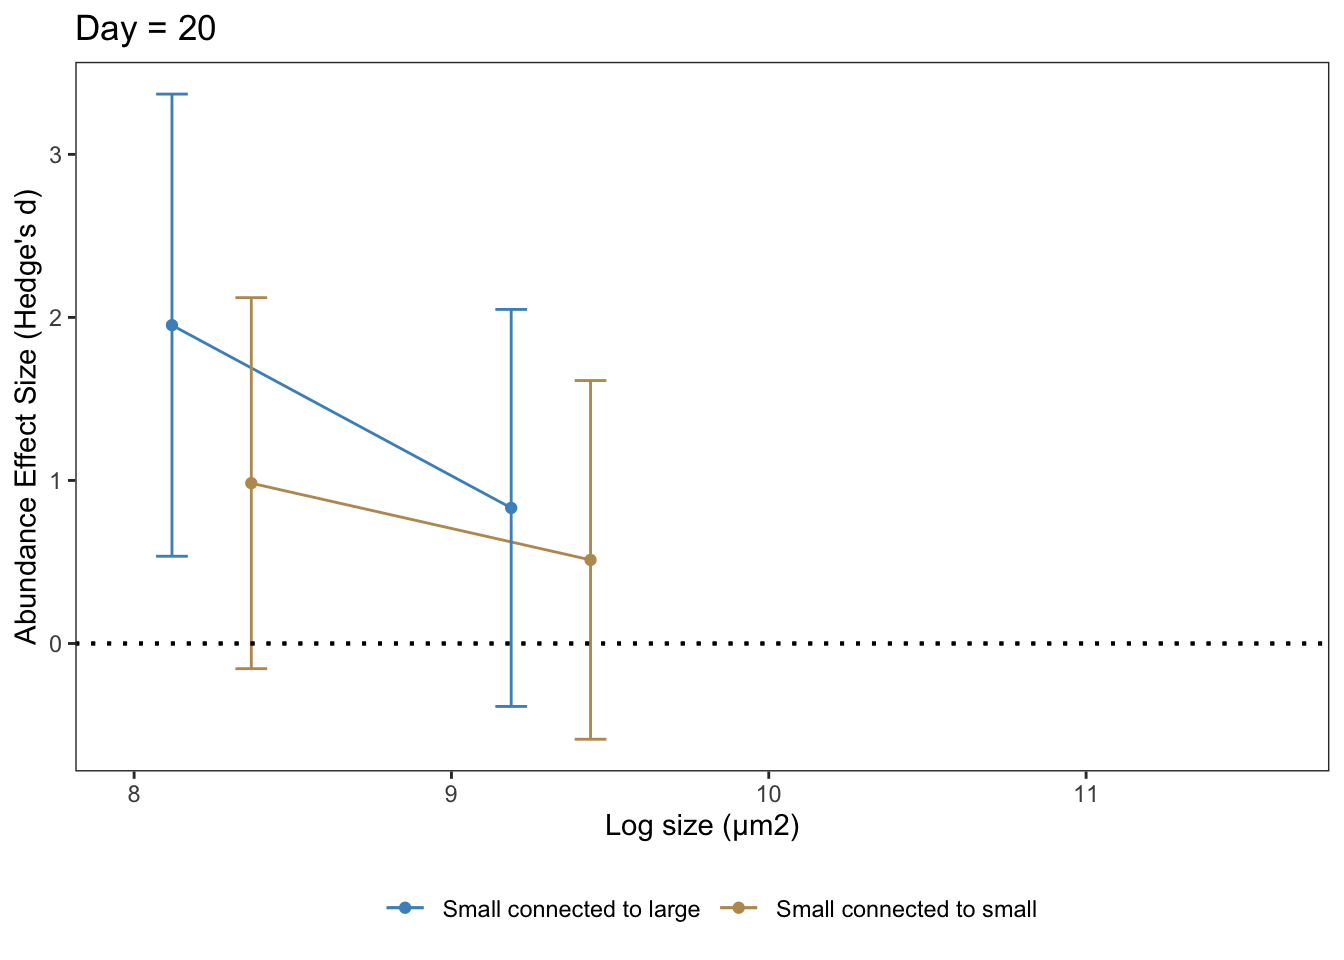 Day = 20
Abundance Effect Size (Hedge's d)
3
2
1
0
8 9 10 11
Log size (μm2)
Small connected to large Small connected to small